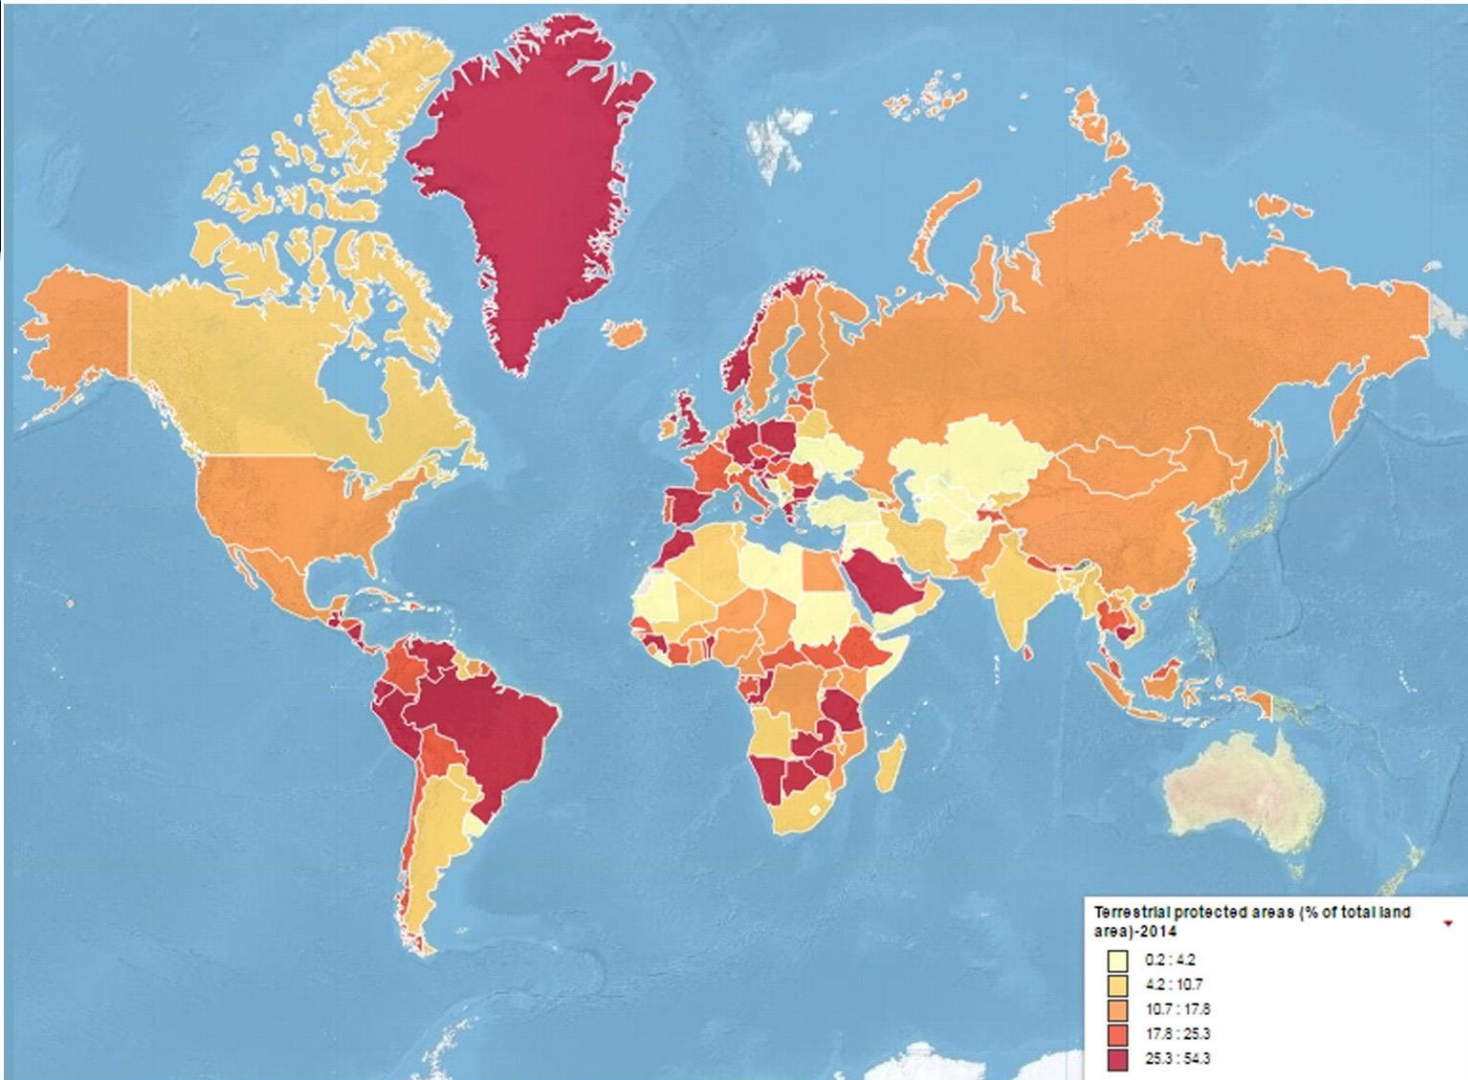 Terrestrial protected areas (% of total land
area)-2014
0.2 : 4.2
4.2 : 10.7
10.7 : 17.8
17.8 : 25.3
25.3 : 54.3